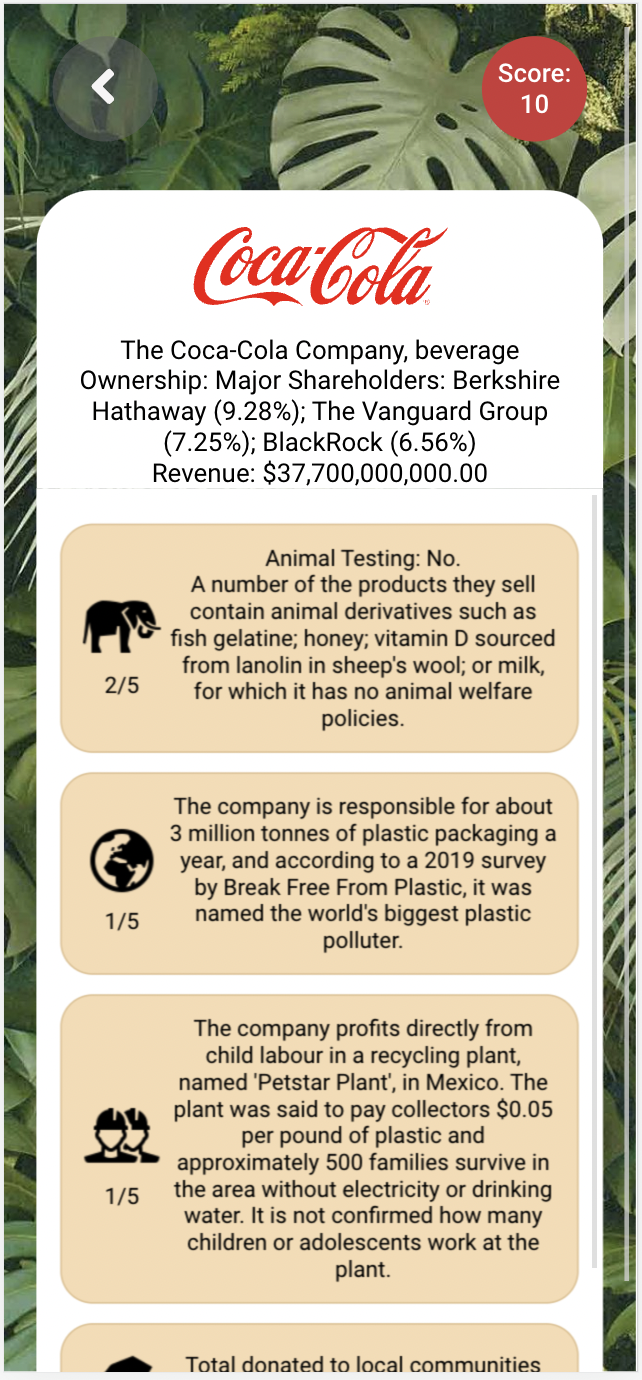 Score:
10
Coca-Cola
The Coca-Cola Company, beverage
Ownership: Major Shareholders: Berkshire
Hathaway (9.28%); The Vanguard Group
(7.25%); BlackRock (6.56%)
Revenue: $37,700,000,000.00
Animal Testing: No.
A number of the products they sell
contain animal derivatives such as
fish gelatine; honey; vitamin D sourced
from lanolin in sheep's wool; or milk,
for which it has no animal welfare
policies.
2/5
The company is responsible for about
3 million tonnes of plastic packaging a
year, and according to a 2019 survey
by Break Free From Plastic, it was
named the world's biggest plastic
polluter.
1/5
The company profits directly from
child labour in a recycling plant,
named 'Petstar Plant', in Mexico. The
plant was said to pay collectors $0.05
per pound of plastic and
approximately 500 families survive in
the area without electricity or drinking
water. It is not confirmed how many
children or adolescents work at the
plant.
1/5
Total donated to local communities